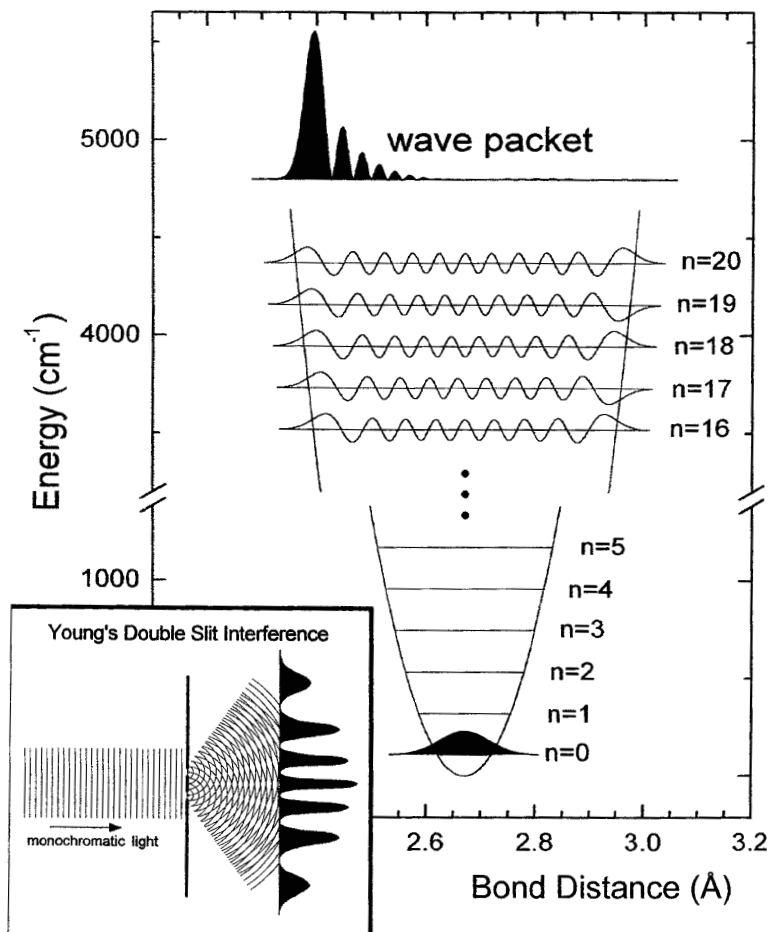 5000
wave packet
n=20
n=19
4000
n=18
n=17
n=16
Energy (cm-1)
n=5
1000
n=4
n=3
n=2
n=1
n=0
Young's Double Slit Interference
monochromatic light
2.6 2.8 3.0 3.2
Bond Distance (Å)